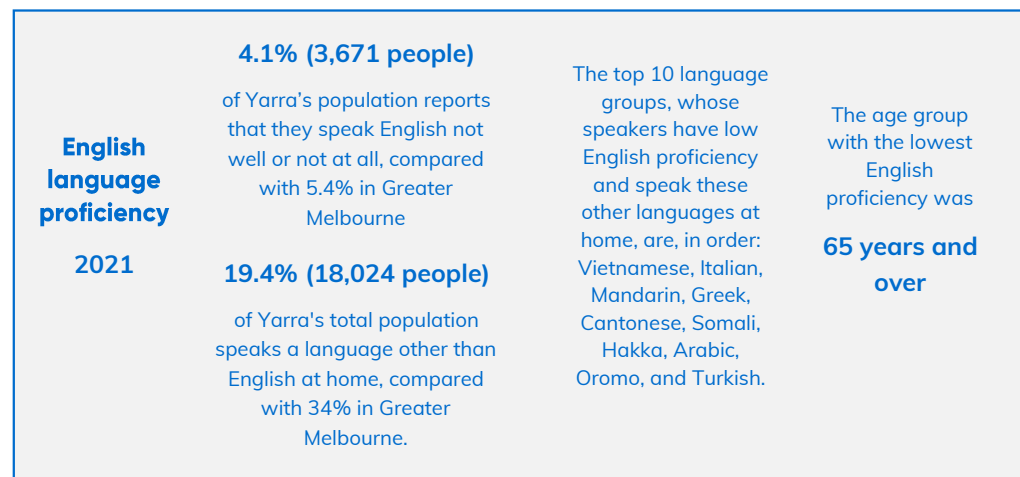 English
language
proficiency
2021
4.1% (3,671 people)
of Yarra’s population reports
that they speak English not
well or not at all, compared
with 5.4% in Greater
Melbourne
19.4% (18,024 people)
of Yarra's total population
speaks a language other than
English at home, compared
with 34% in Greater
Melbourne.
The top 10 language
groups, whose
speakers have low
English proficiency
and speak these
other languages at
home, are, in order:
Vietnamese, Italian,
Mandarin, Greek,
Cantonese, Somali,
Hakka, Arabic,
Oromo, and Turkish.
The age group
with the lowest
English
proficiency was
65 years and
over